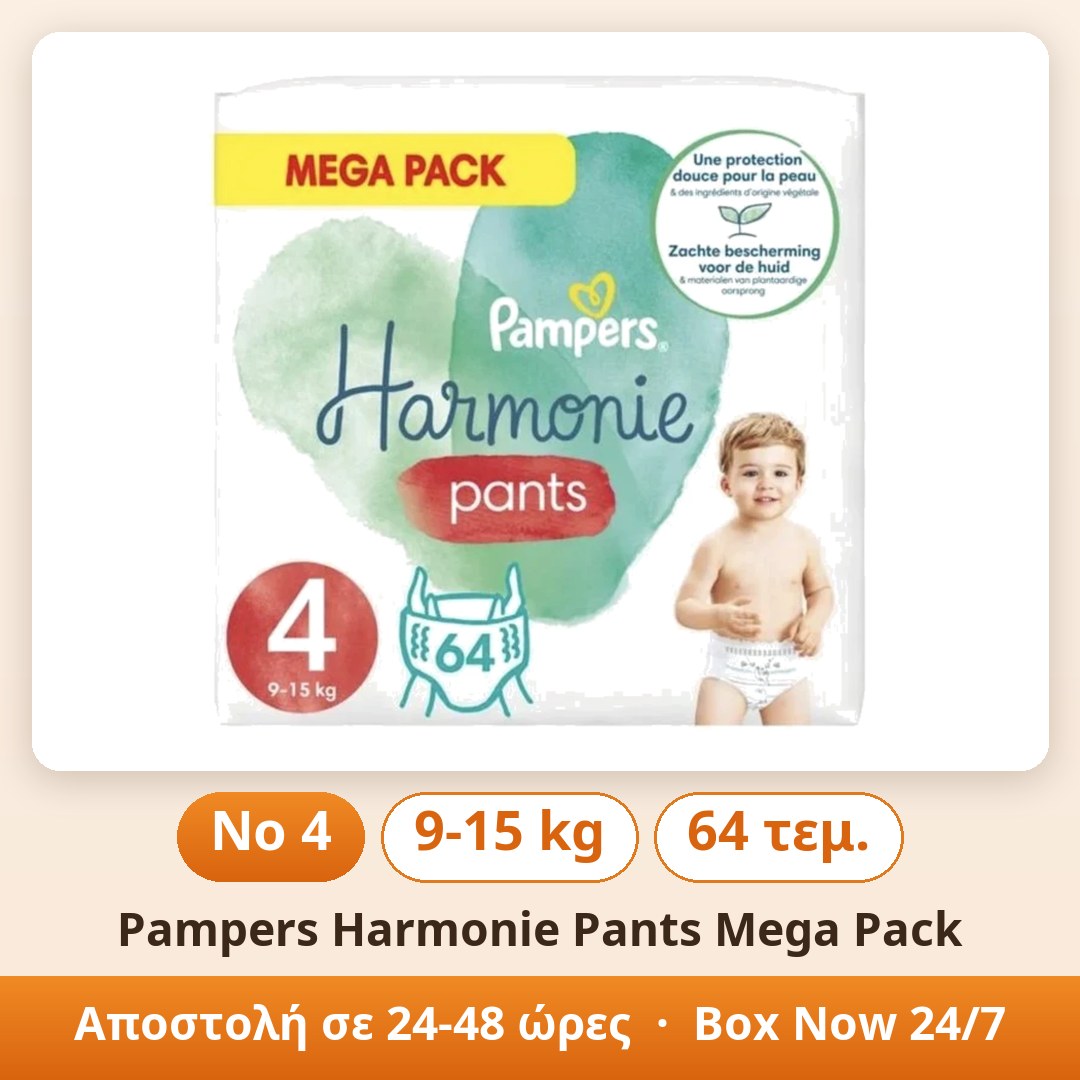 MEGA PACK
Une protection
douce pour la peau
& des ingrédients d'origine végétale
Zachte bescherming
voor de huid
& materialen van plantaardige
oorsprong
Pampers®
Harmonie
pants
4
9-15 kg
64
No 4
9-15 kg
64 τεμ.
Pampers Harmonie Pants Mega Pack
Αποστολή σε 24-48 ώρες · Box Now 24/7